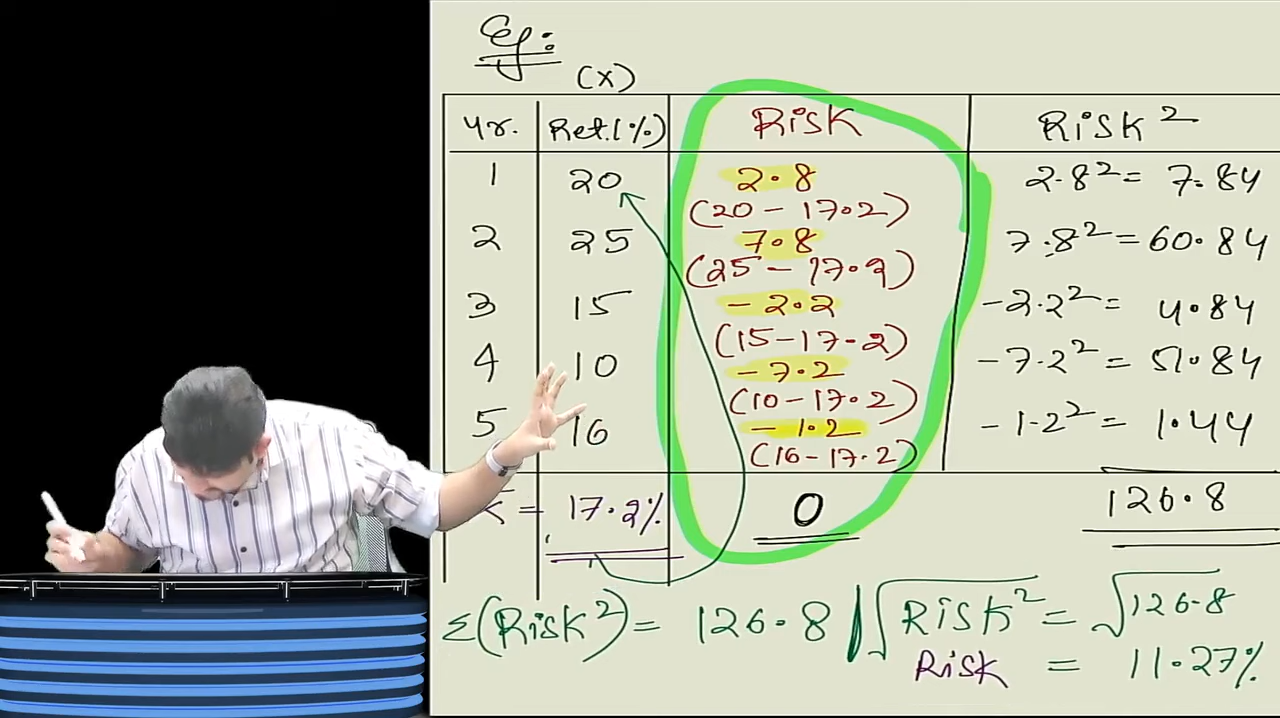 Eg:
(X)
Yr. Ret.(%) Risk Risk²
1 20 2.8 2.8² = 7.84
(20 - 17.2)
2 25 7.8 7.8² = 60.84
(25 - 17.2)
3 15 -2.2 -2.2² = 4.84
(15-17.2)
4 10 -7.2 -7.2² = 51.84
(10-17.2)
5 16 -1.2 -1.2² = 1.44
(16-17.2)
= 17.2% 0 126.8
Σ(Risk²) = 126.8 √Risk² = √126.8
Risk = 11.27%